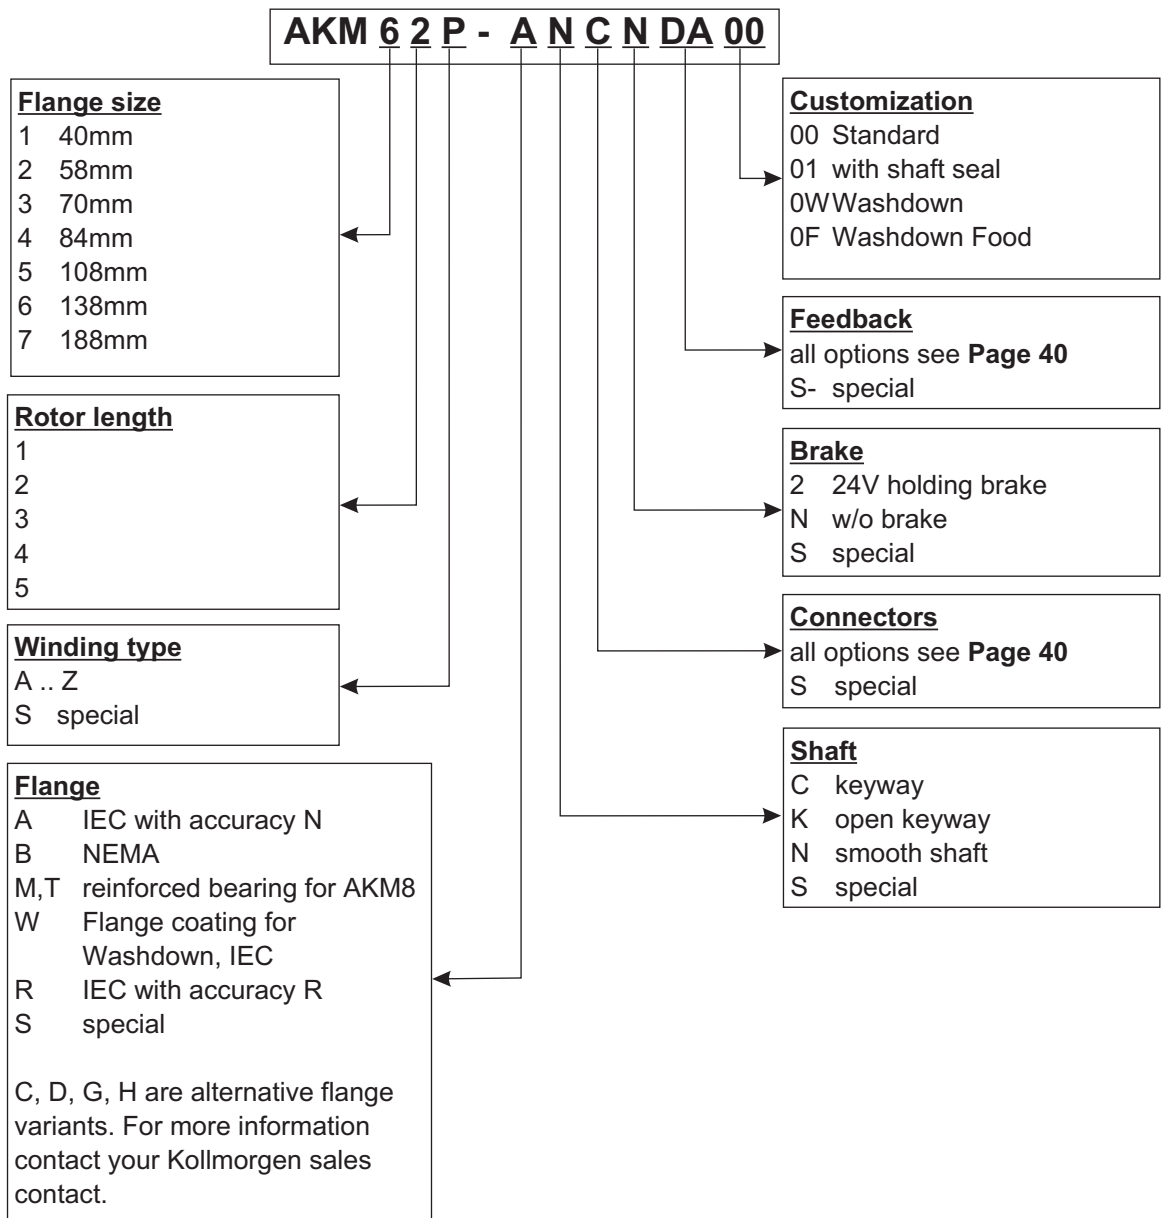 AKM 6 2 P - A N C N DA 00
Flange size
1 40mm
2 58mm
3 70mm
4 84mm
5 108mm
6 138mm
7 188mm
Rotor length
1
2
3
4
5
Winding type
A .. Z
S special
Flange
A IEC with accuracy N
B NEMA
M,T reinforced bearing for AKM8
W Flange coating for
Washdown, IEC
R IEC with accuracy R
S special
C, D, G, H are alternative flange
variants. For more information
contact your Kollmorgen sales
contact.
Customization
00 Standard
01 with shaft seal
0W Washdown
0F Washdown Food
Feedback
all options see Page 40
S- special
Brake
2 24V holding brake
N w/o brake
S special
Connectors
all options see Page 40
S special
Shaft
C keyway
K open keyway
N smooth shaft
S special